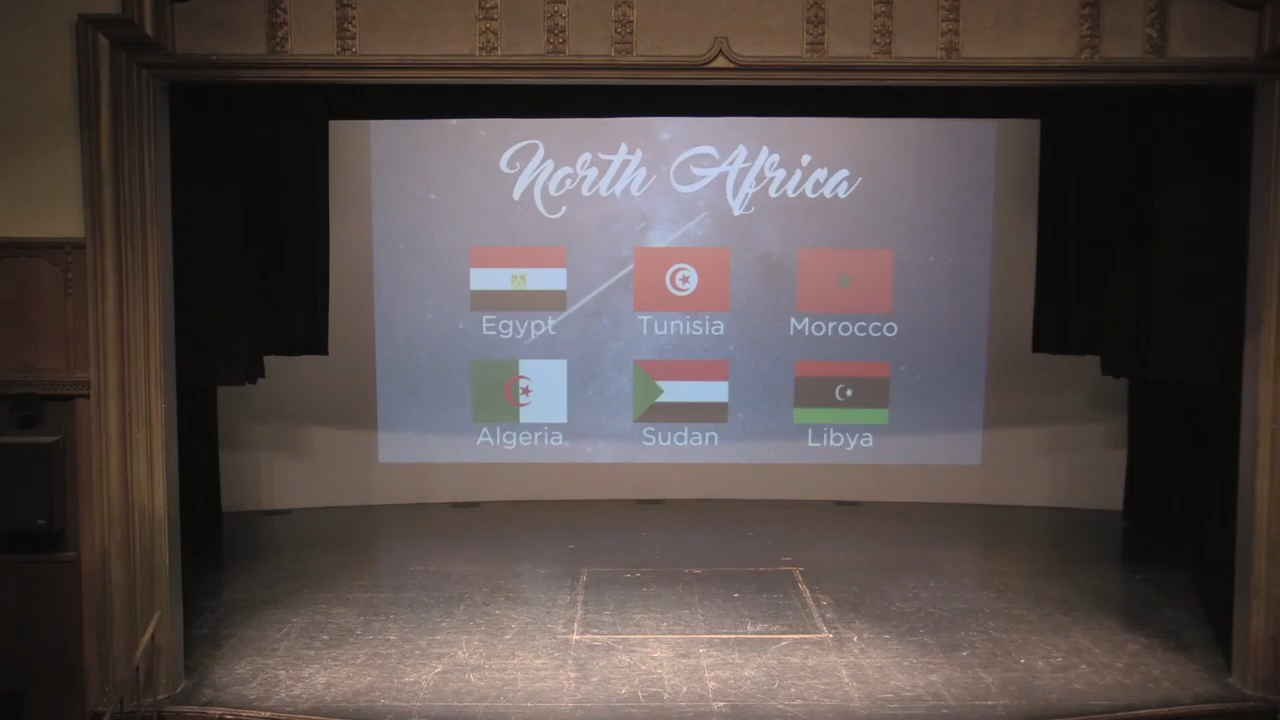 North Africa
Egypt
Tunisia
Morocco
Algeria
Sudan
Libya